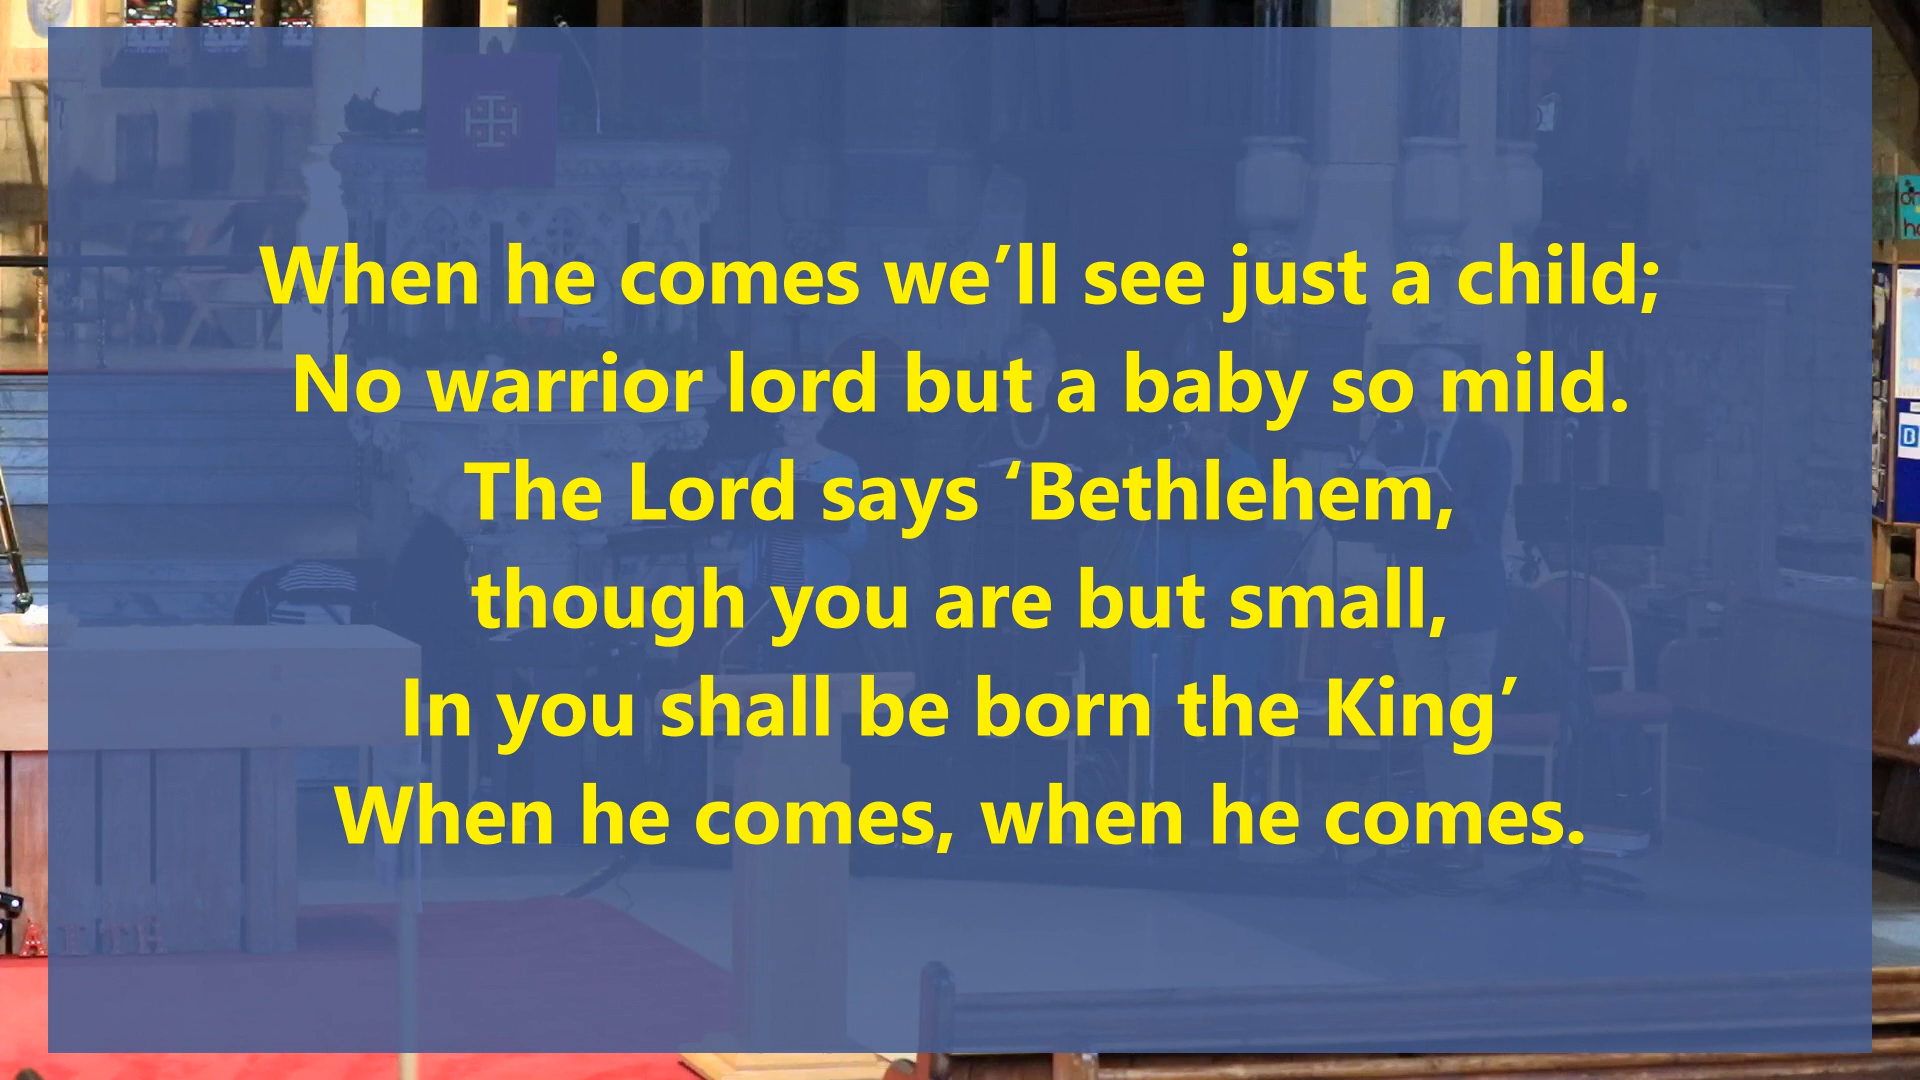 When he comes we’ll see just a child;
No warrior lord but a baby so mild.
The Lord says ‘Bethlehem,
though you are but small,
In you shall be born the King’
When he comes, when he comes.